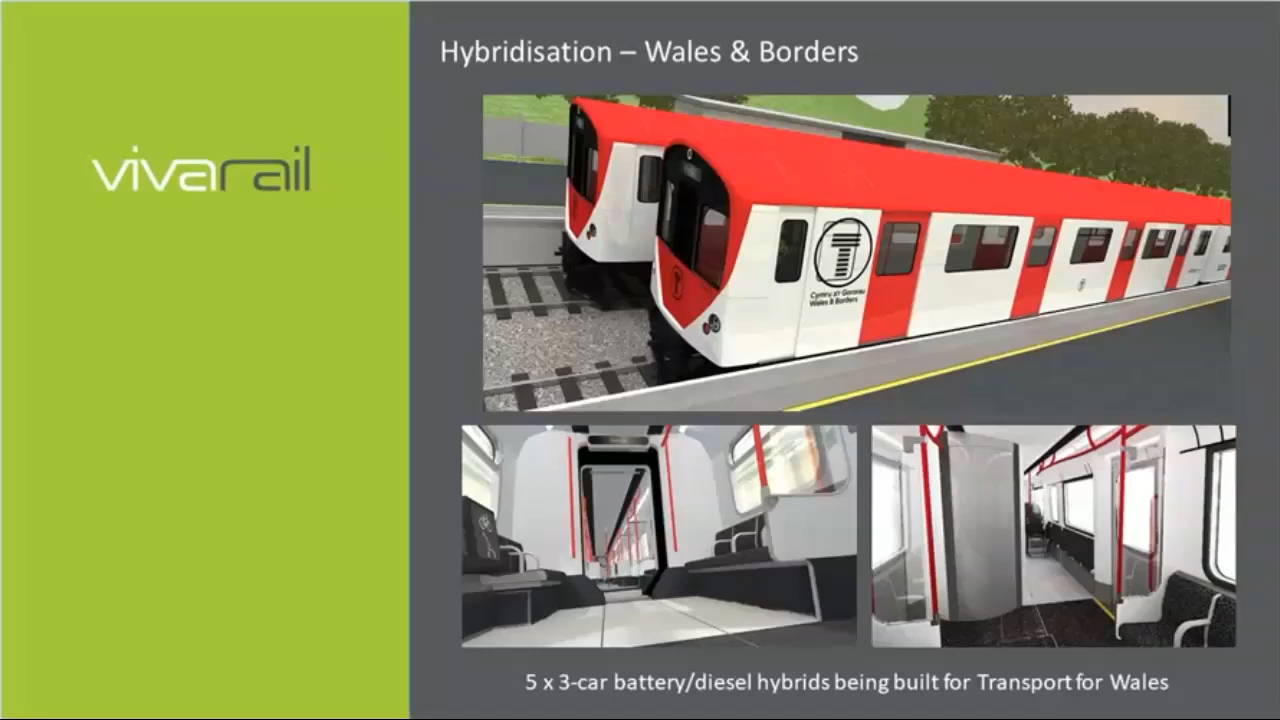 Hybridisation – Wales & Borders
vivarail
T
Cymru a'r Gororau
Wales & Borders
5 x 3-car battery/diesel hybrids being built for Transport for Wales